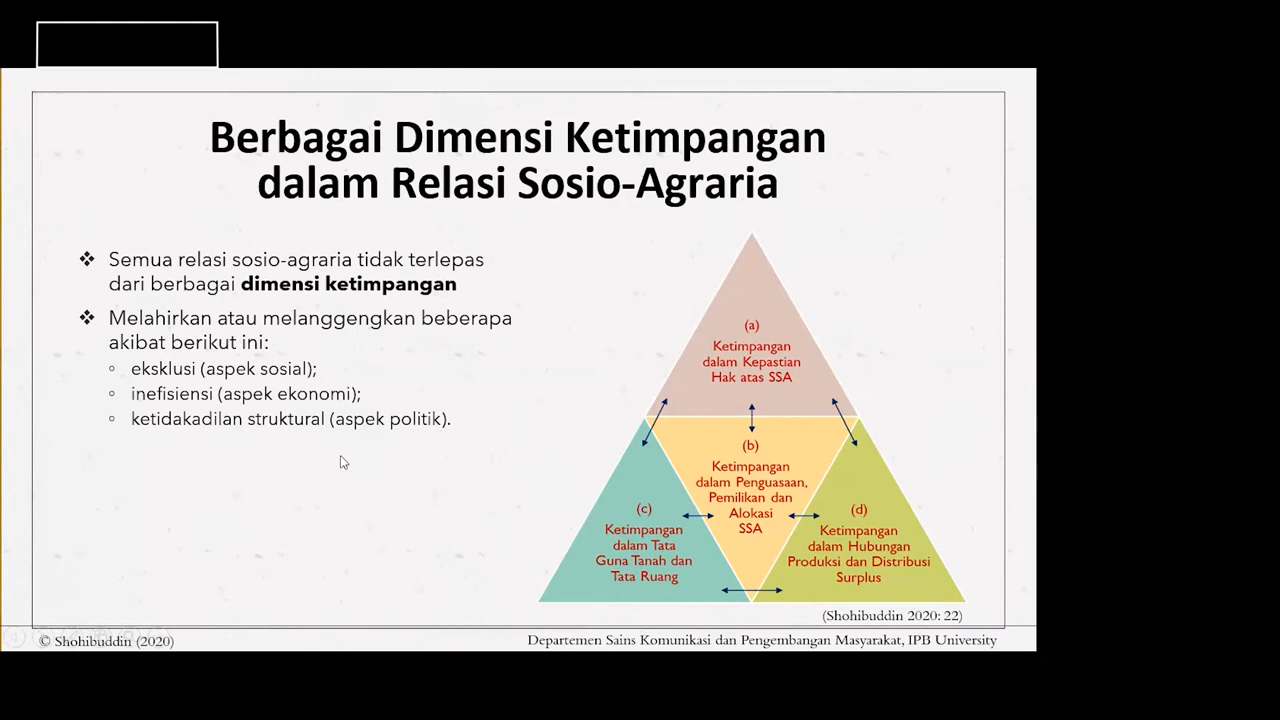 Berbagai Dimensi Ketimpangan
dalam Relasi Sosio-Agraria
❖ Semua relasi sosio-agraria tidak terlepas
dari berbagai dimensi ketimpangan
❖ Melahirkan atau melanggengkan beberapa
akibat berikut ini:
◦ eksklusi (aspek sosial);
◦ inefisiensi (aspek ekonomi);
◦ ketidakadilan struktural (aspek politik).
(a)
Ketimpangan
dalam Kepastian
Hak atas SSA
(b)
Ketimpangan
dalam Penguasaan,
Pemilikan dan
Alokasi
SSA
(c)
Ketimpangan
dalam Tata
Guna Tanah dan
Tata Ruang
(d)
Ketimpangan
dalam Hubungan
Produksi dan Distribusi
Surplus
(Shohibuddin 2020: 22)
© Shohibuddin (2020)
Departemen Sains Komunikasi dan Pengembangan Masyarakat, IPB University